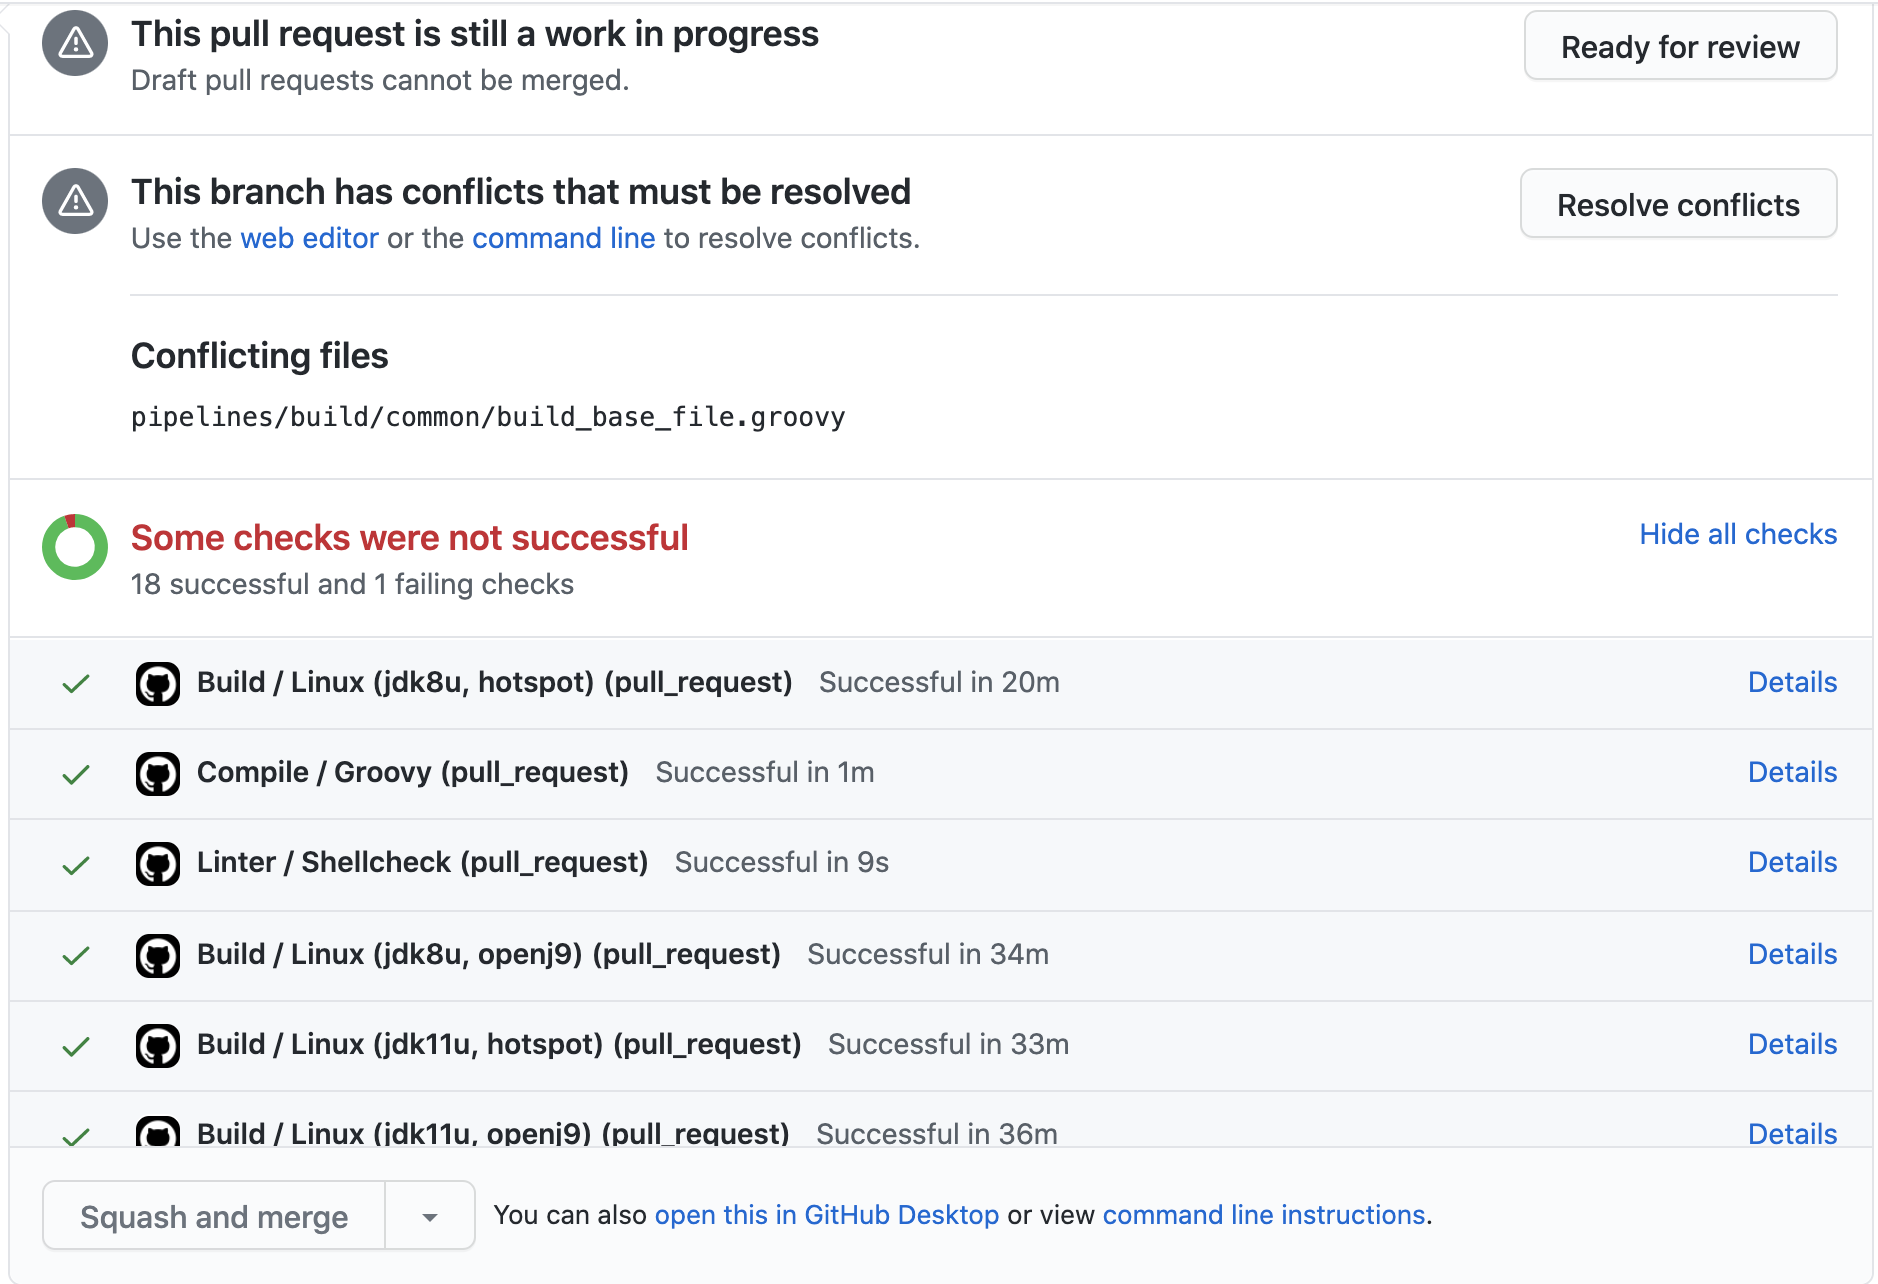 This pull request is still a work in progress
Draft pull requests cannot be merged.
Ready for review
This branch has conflicts that must be resolved
Use the web editor or the command line to resolve conflicts.
Resolve conflicts
Conflicting files
pipelines/build/common/build_base_file.groovy
Some checks were not successful
18 successful and 1 failing checks
Hide all checks
Build / Linux (jdk8u, hotspot) (pull_request) Successful in 20m Details
Compile / Groovy (pull_request) Successful in 1m Details
Linter / Shellcheck (pull_request) Successful in 9s Details
Build / Linux (jdk8u, openj9) (pull_request) Successful in 34m Details
Build / Linux (jdk11u, hotspot) (pull_request) Successful in 33m Details
Build / Linux (jdk11u, openj9) (pull_request) Successful in 36m Details
Squash and merge You can also open this in GitHub Desktop or view command line instructions.